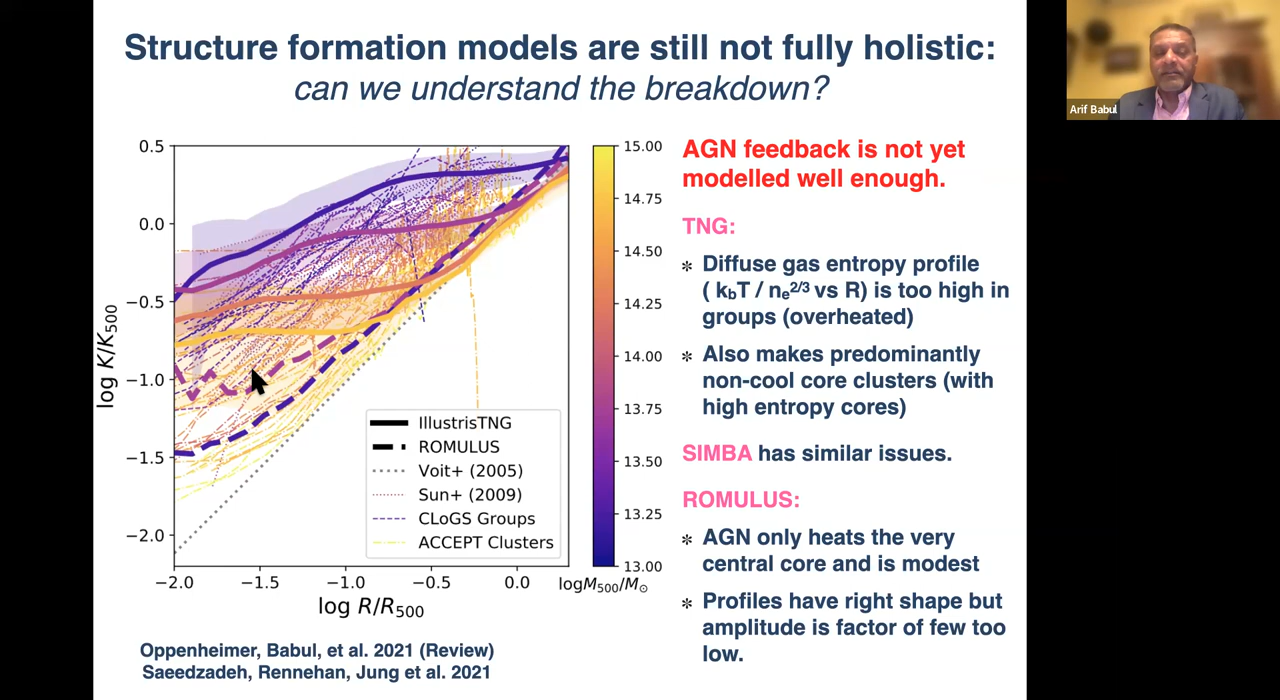 Structure formation models are still not fully holistic:
can we understand the breakdown?
Arif Babul
0.5
0.0
−0.5
−1.0
−1.5
−2.0
log K/K500
−2.0
−1.5
−1.0
−0.5
0.0
log R/R500
IllustrisTNG
ROMULUS
Voit+ (2005)
Sun+ (2009)
CLoGS Groups
ACCEPT Clusters
15.00
14.75
14.50
14.25
14.00
13.75
13.50
13.25
13.00
logM500/M⊙
Oppenheimer, Babul, et al. 2021 (Review)
Saeedzadeh, Rennehan, Jung et al. 2021
AGN feedback is not yet
modelled well enough.
TNG:
* Diffuse gas entropy profile
( kbT / ne2/3 vs R) is too high in
groups (overheated)
* Also makes predominantly
non-cool core clusters (with
high entropy cores)
SIMBA has similar issues.
ROMULUS:
* AGN only heats the very
central core and is modest
* Profiles have right shape but
amplitude is factor of few too
low.